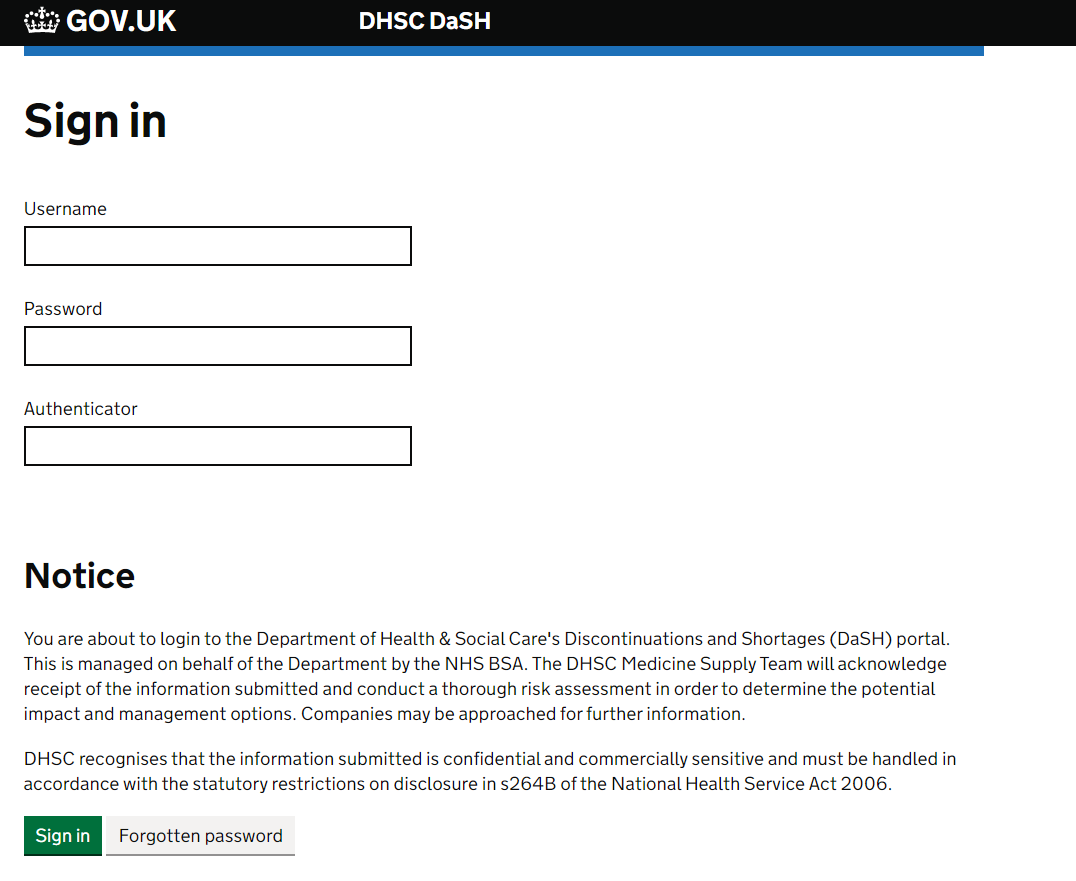 GOV.UK
DHSC DaSH
Sign in
Username
Password
Authenticator
Notice
You are about to login to the Department of Health & Social Care's Discontinuations and Shortages (DaSH) portal.
This is managed on behalf of the Department by the NHS BSA. The DHSC Medicine Supply Team will acknowledge
receipt of the information submitted and conduct a thorough risk assessment in order to determine the potential
impact and management options. Companies may be approached for further information.
DHSC recognises that the information submitted is confidential and commercially sensitive and must be handled in
accordance with the statutory restrictions on disclosure in s264B of the National Health Service Act 2006.
Sign in
Forgotten password